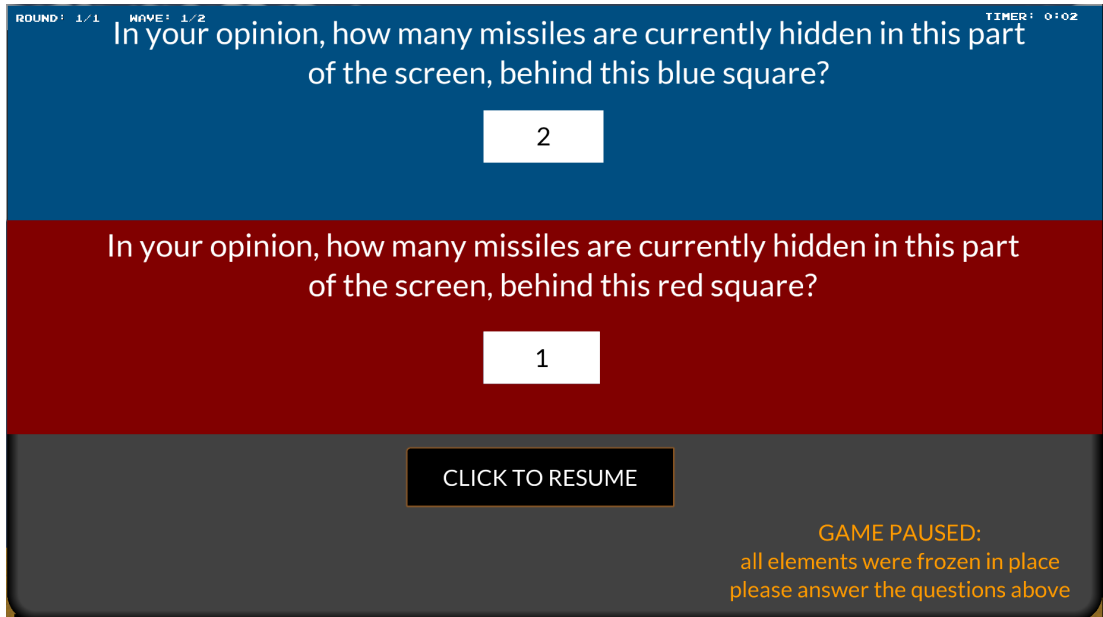 ROUND: 1/1 WAVE: 1/2 TIMER: 0:02
In your opinion, how many missiles are currently hidden in this part
of the screen, behind this blue square?
2
In your opinion, how many missiles are currently hidden in this part
of the screen, behind this red square?
1
CLICK TO RESUME
GAME PAUSED:
all elements were frozen in place
please answer the questions above